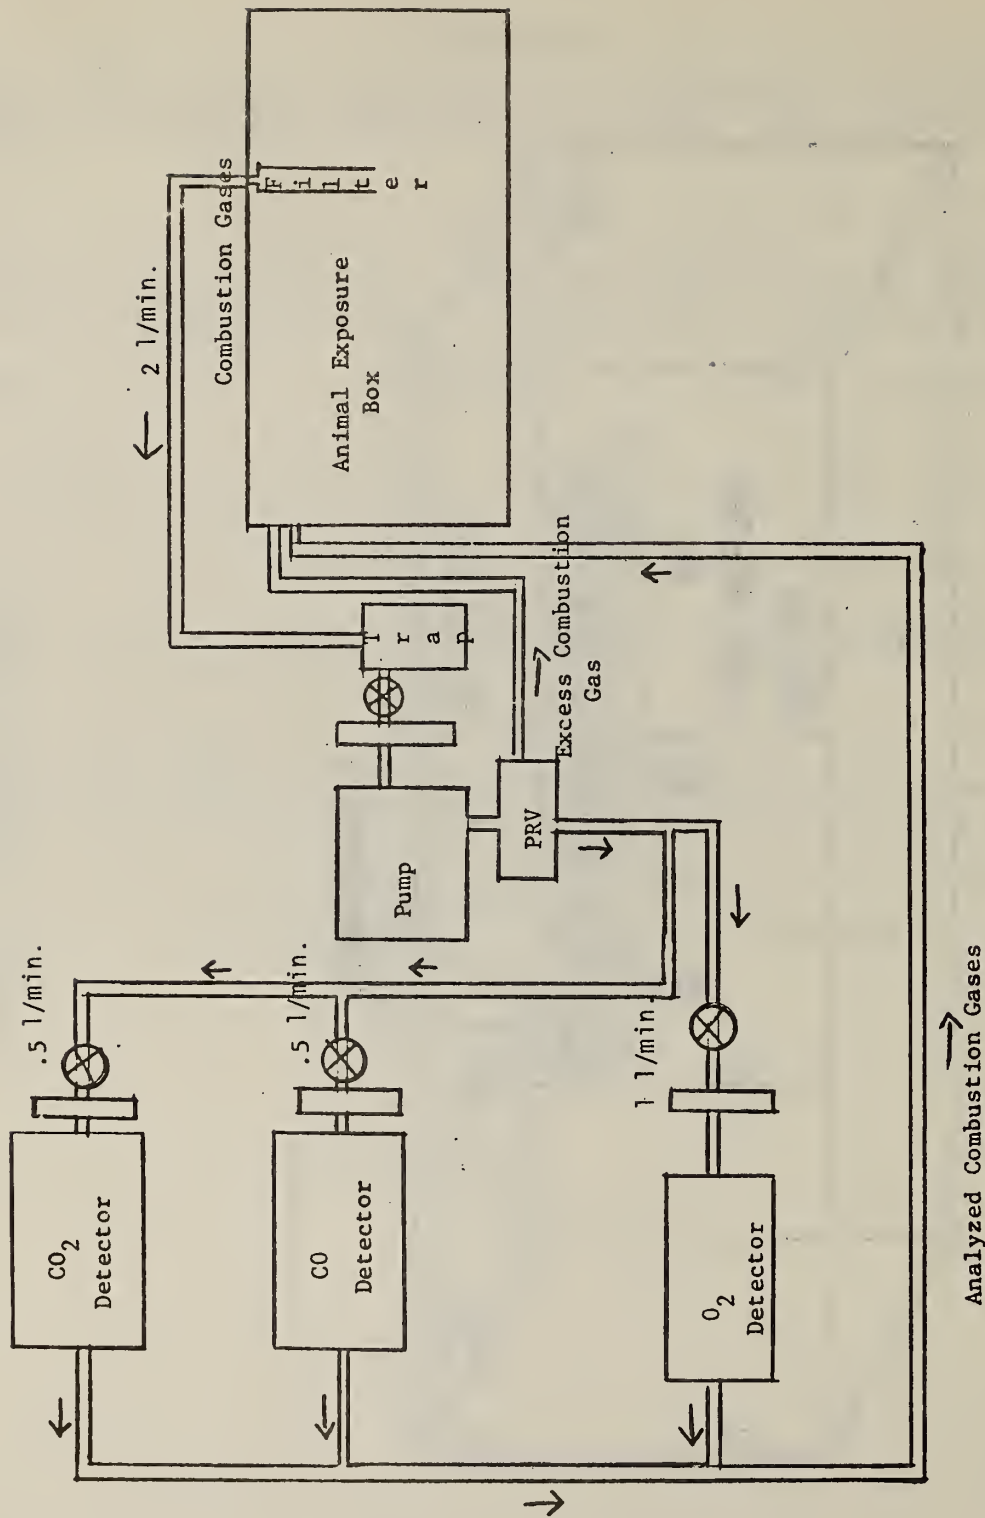 2 l/min.
Combustion Gases
Filter
Animal Exposure
Box
Trap
Excess Combustion
Gas
Pump
PRV
.5 l/min.
.5 l/min.
1 l/min.
CO₂
Detector
CO
Detector
O₂
Detector
Analyzed Combustion Gases